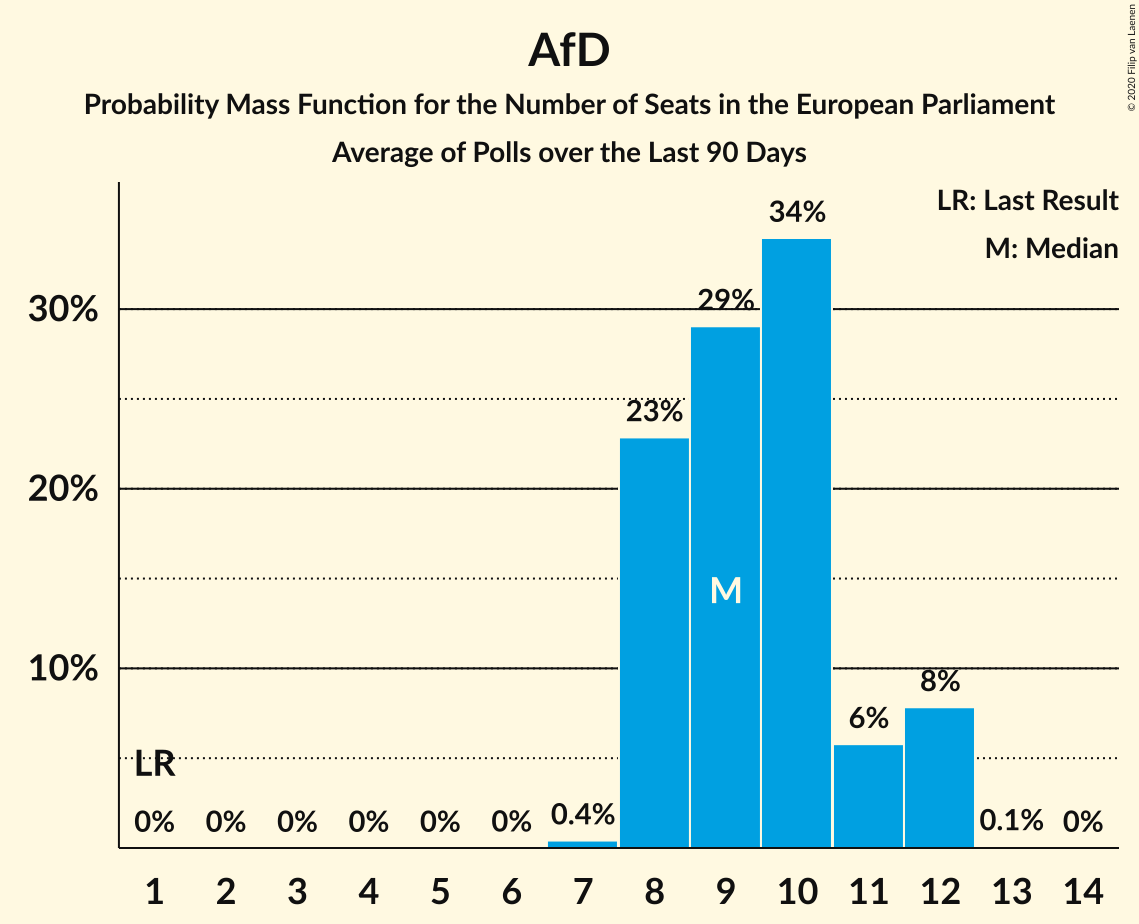 AfD
Probability Mass Function for the Number of Seats in the European Parliament
Average of Polls over the Last 90 Days
© 2020 Filip van Laenen
LR: Last Result
M: Median
34%
30%
29%
23%
20%
M
10%
8%
6%
LR
0% 0% 0% 0% 0% 0% 0.4% 0.1% 0%
1 2 3 4 5 6 7 8 9 10 11 12 13 14